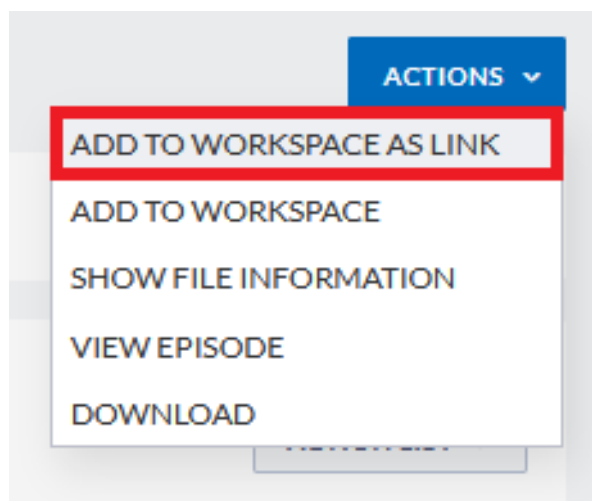 ACTIONS
ADD TO WORKSPACE AS LINK
ADD TO WORKSPACE
SHOW FILE INFORMATION
VIEW EPISODE
DOWNLOAD